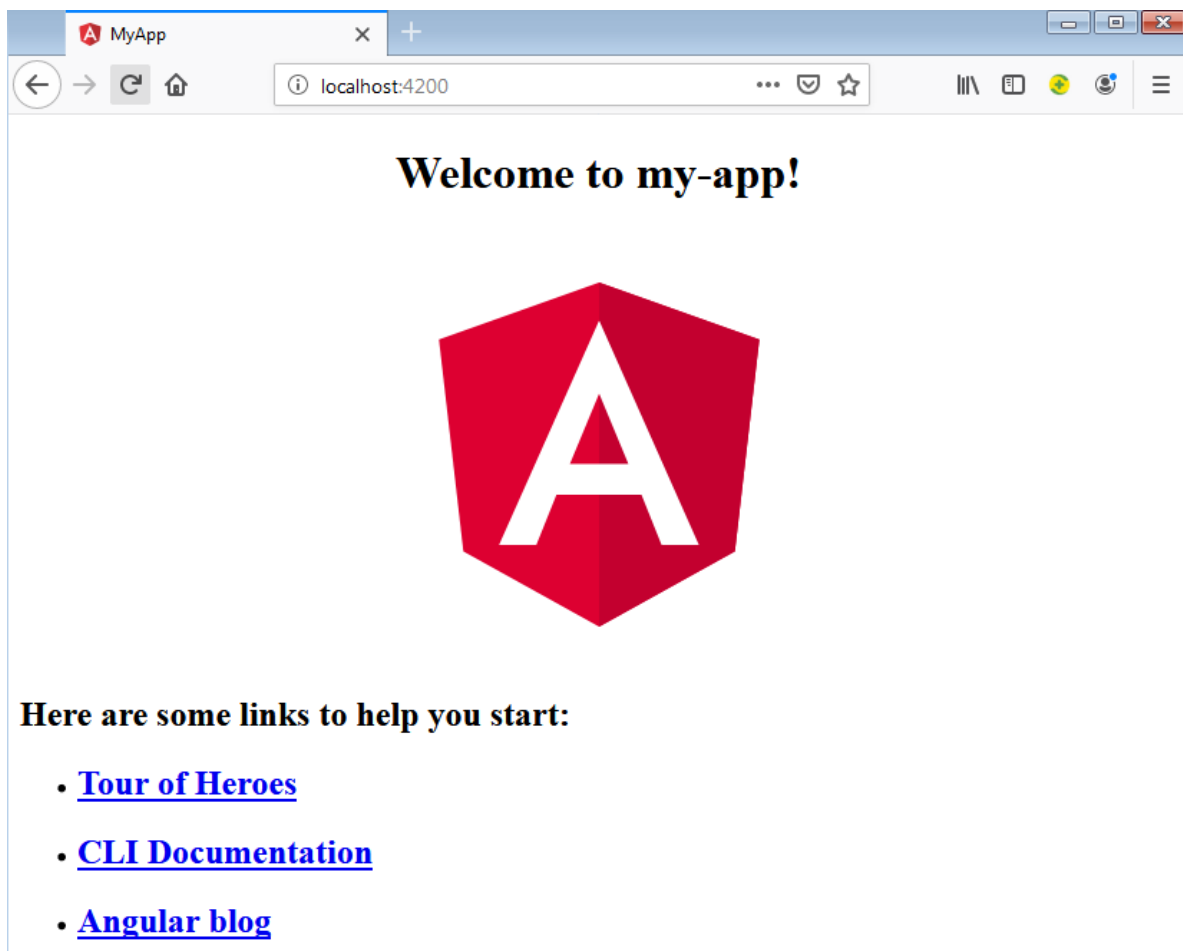 MyApp
localhost:4200
Welcome to my-app!
A
Here are some links to help you start:
Tour of Heroes
CLI Documentation
Angular blog